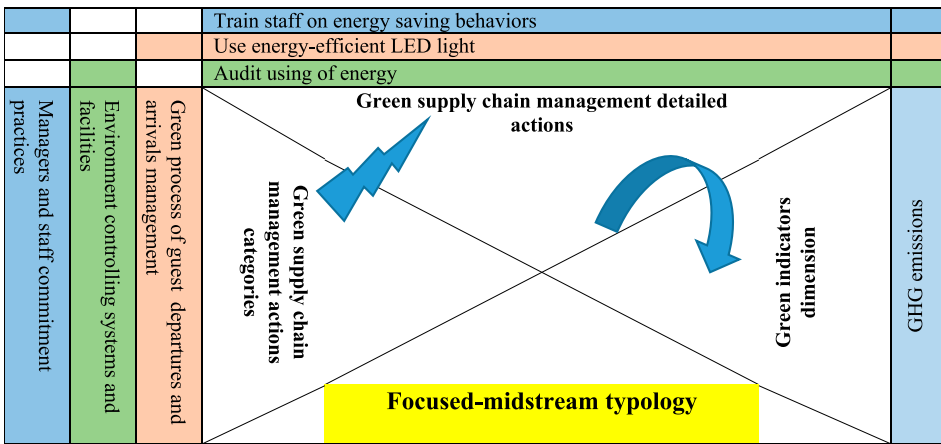 Train staff on energy saving behaviors
Use energy-efficient LED light
Audit using of energy
Managers and staff commitment
practices
Environment controlling systems and
facilities
Green process of guest departures and
arrivals management
Green supply chain management detailed
actions
Green supply chain
management actions
categories
Green indicators
dimension
GHG emissions
Focused-midstream typology